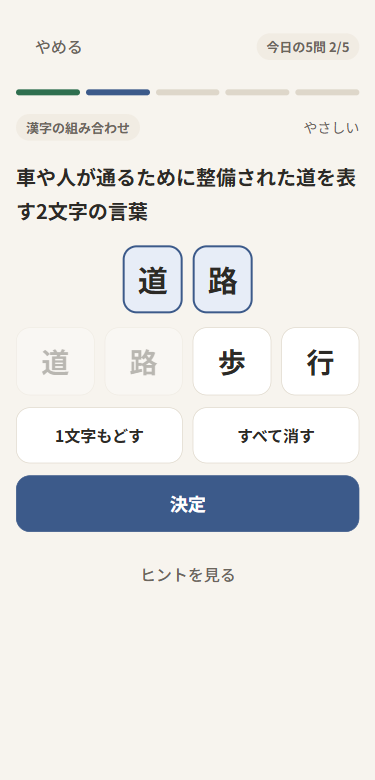 やめる
今日の5問 2/5
漢字の組み合わせ
やさしい
車や人が通るために整備された道を表
す2文字の言葉
道 路
道 路 歩 行
1文字もどす
すべて消す
決定
ヒントを見る